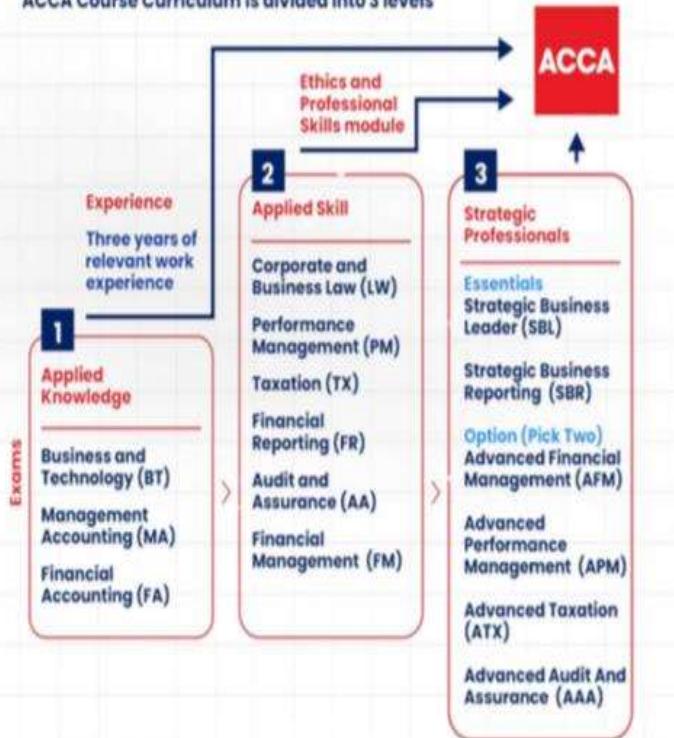 ACCA Course Curriculum is divided into 3 levels
ACCA
Ethics and
Professional
Skills module
Experience
Three years of
relevant work
experience
Exams
1
Applied
Knowledge
Business and
Technology (BT)
Management
Accounting (MA)
Financial
Accounting (FA)
2
Applied Skill
Corporate and
Business Law (LW)
Performance
Management (PM)
Taxation (TX)
Financial
Reporting (FR)
Audit and
Assurance (AA)
Financial
Management (FM)
3
Strategic
Professionals
Essentials
Strategic Business
Leader (SBL)
Strategic Business
Reporting (SBR)
Option (Pick Two)
Advanced Financial
Management (AFM)
Advanced
Performance
Management (APM)
Advanced Taxation
(ATX)
Advanced Audit And
Assurance (AAA)